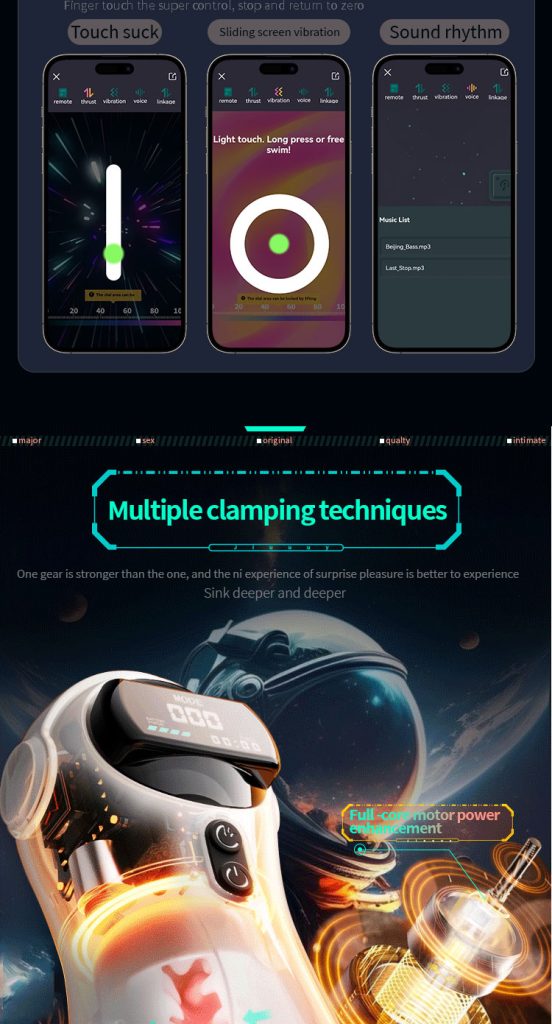 Finger touch the super control, stop and return to zero
Touch suck
Sliding screen vibration
Sound rhythm
remote
thrust
vibration
voice
linkage
The dial area can be
20
40
60
80
10
remote
thrust
vibration
voice
linkage
Light touch. Long press or free
swim!
The dial area can be locked by lifting
20
40
60
80
10
remote
thrust
vibration
voice
linkage
Music List
Beijing_Bass.mp3
Last_Stop.mp3
major
sex
original
qualty
intimate
Multiple clamping techniques
J i u u u y
One gear is stronger than the one, and the ni experience of surprise pleasure is better to experience
Sink deeper and deeper
MODE
000
00:00
Full -core motor power
enhancement